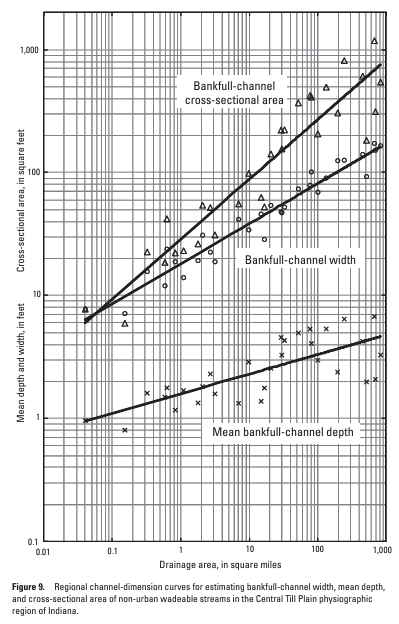 1,000
Bankfull-channel
cross-sectional area
Cross-sectional area, in square feet
100
Bankfull-channel width
10
Mean depth and width, in feet
1
Mean bankfull-channel depth
0.1
0.01
0.1
1
10
100
1,000
Drainage area, in square miles
Figure 9. Regional channel-dimension curves for estimating bankfull-channel width, mean depth,
and cross-sectional area of non-urban wadeable streams in the Central Till Plain physiographic
region of Indiana.